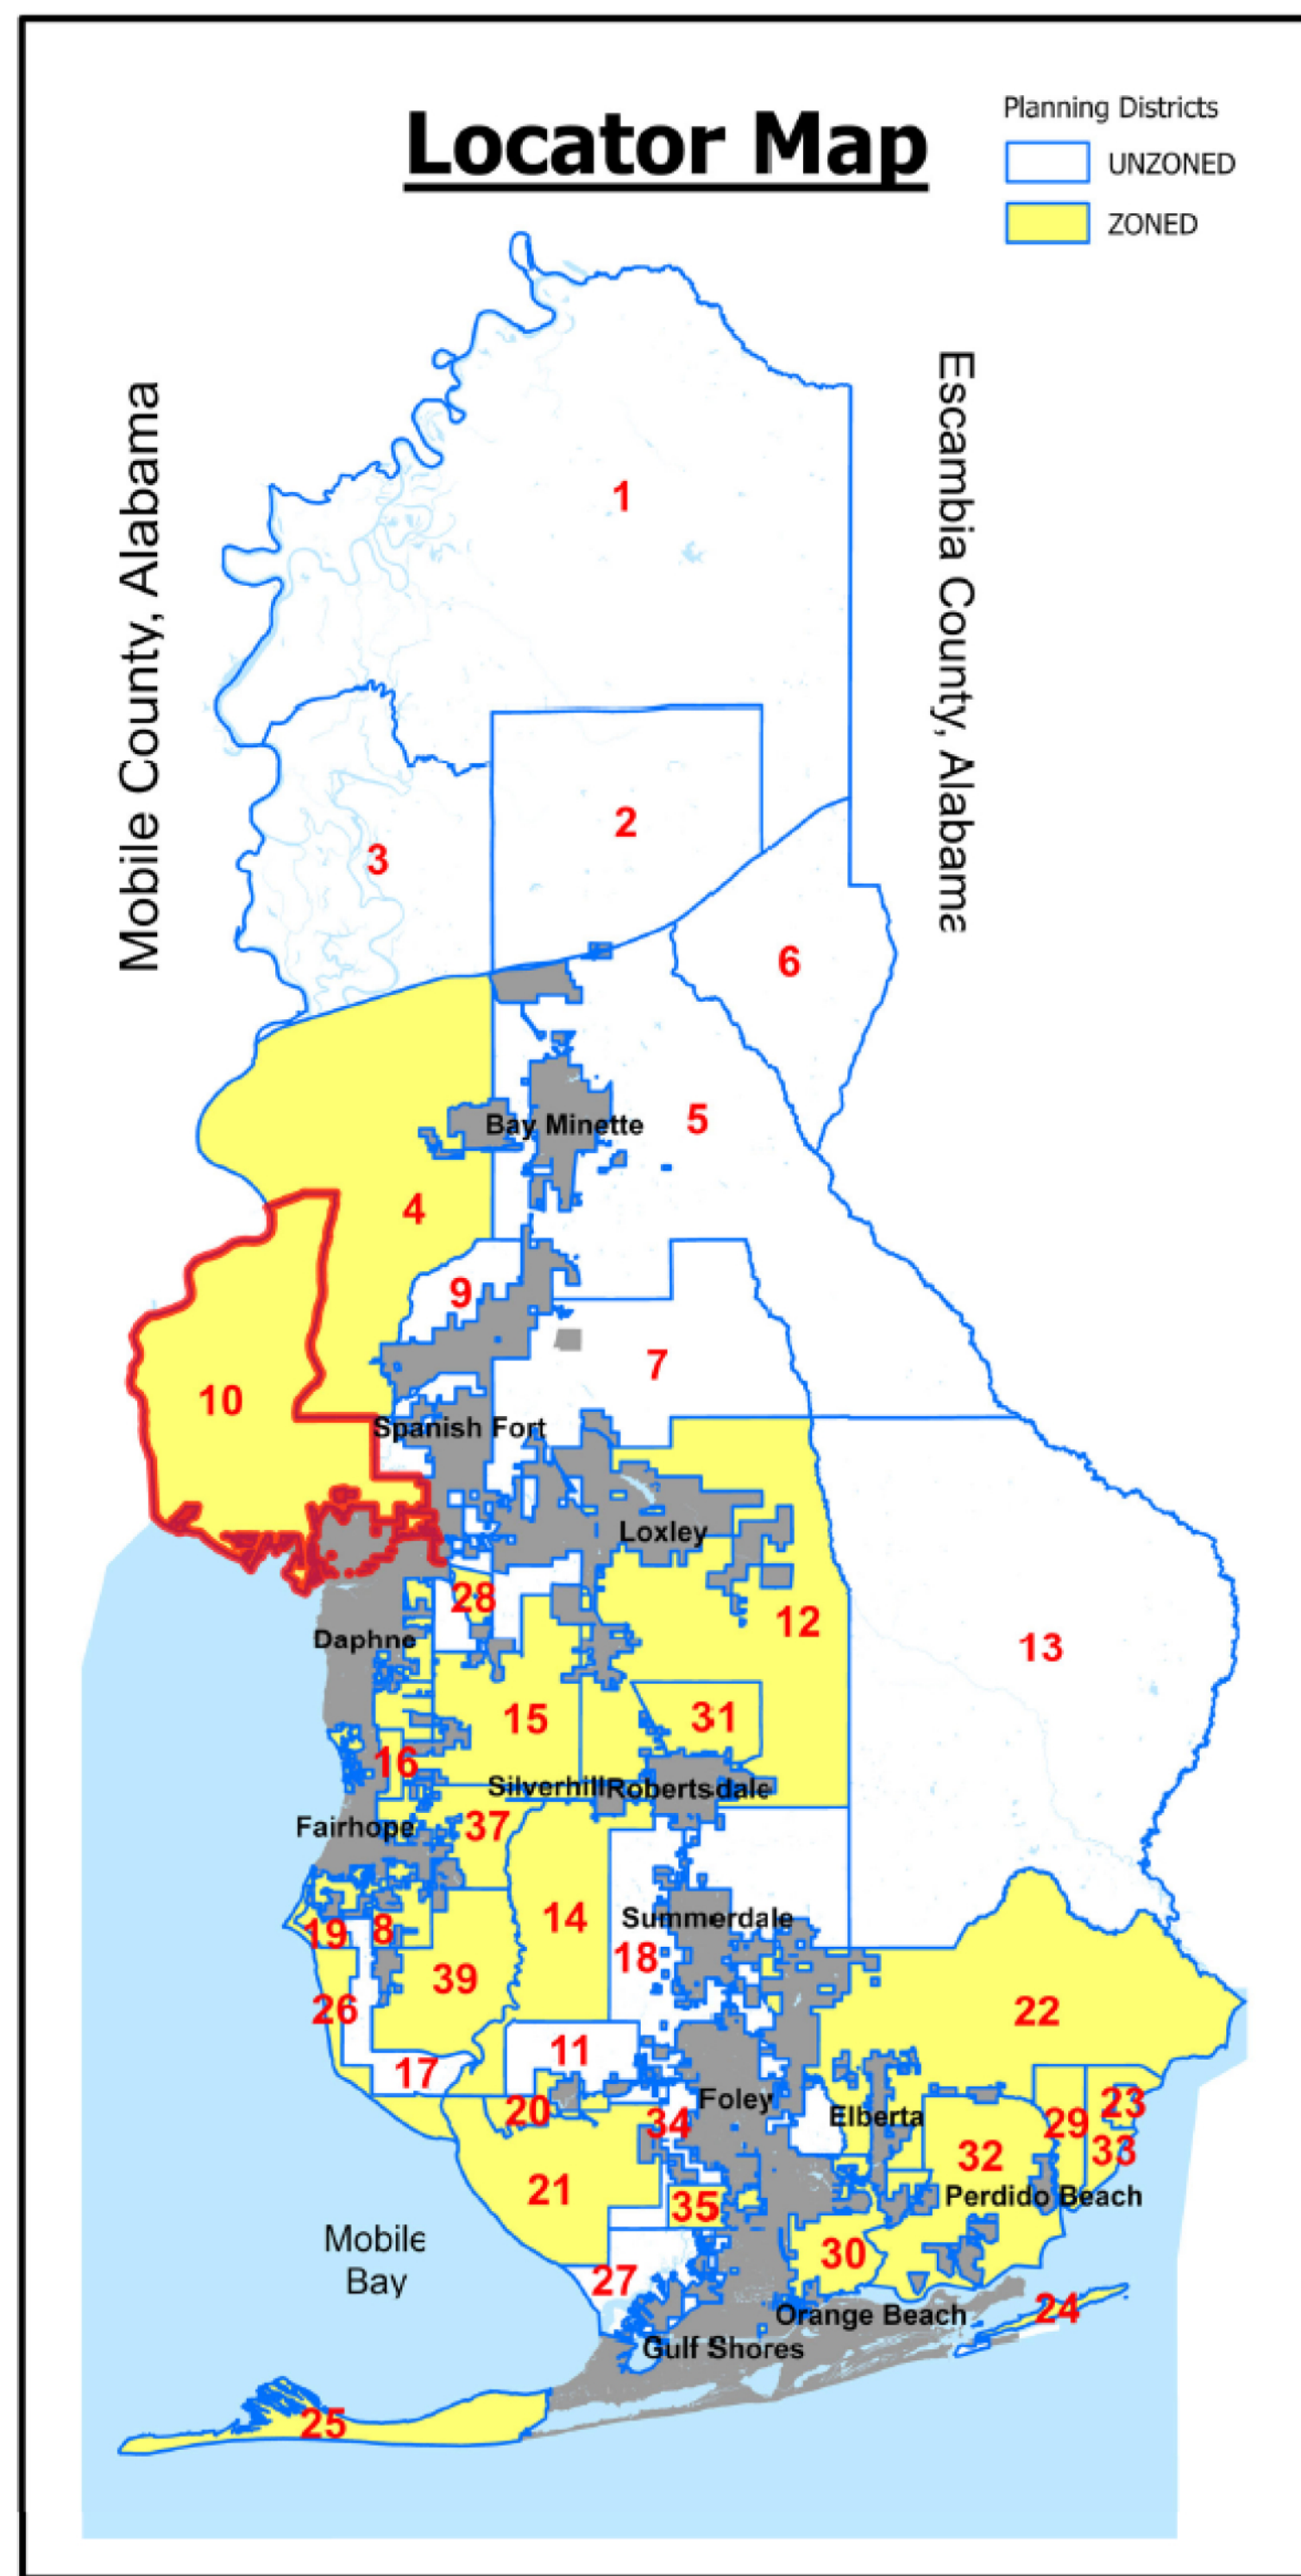 Locator Map
Planning Districts
UNZONED
ZONED
Mobile County, Alabama
Escambia County, Alabama
1
2
3
6
5
Bay Minette
4
9
7
10
Spanish Fort
Loxley
28
12
Daphne
13
15
31
16
Silverhill
Robertsdale
37
Fairhope
14
Summerdale
19
8
18
39
26
22
11
17
Foley
23
20
Elberta
29
34
33
32
21
Perdido Beach
35
Mobile
Bay
30
27
24
Orange Beach
Gulf Shores
25